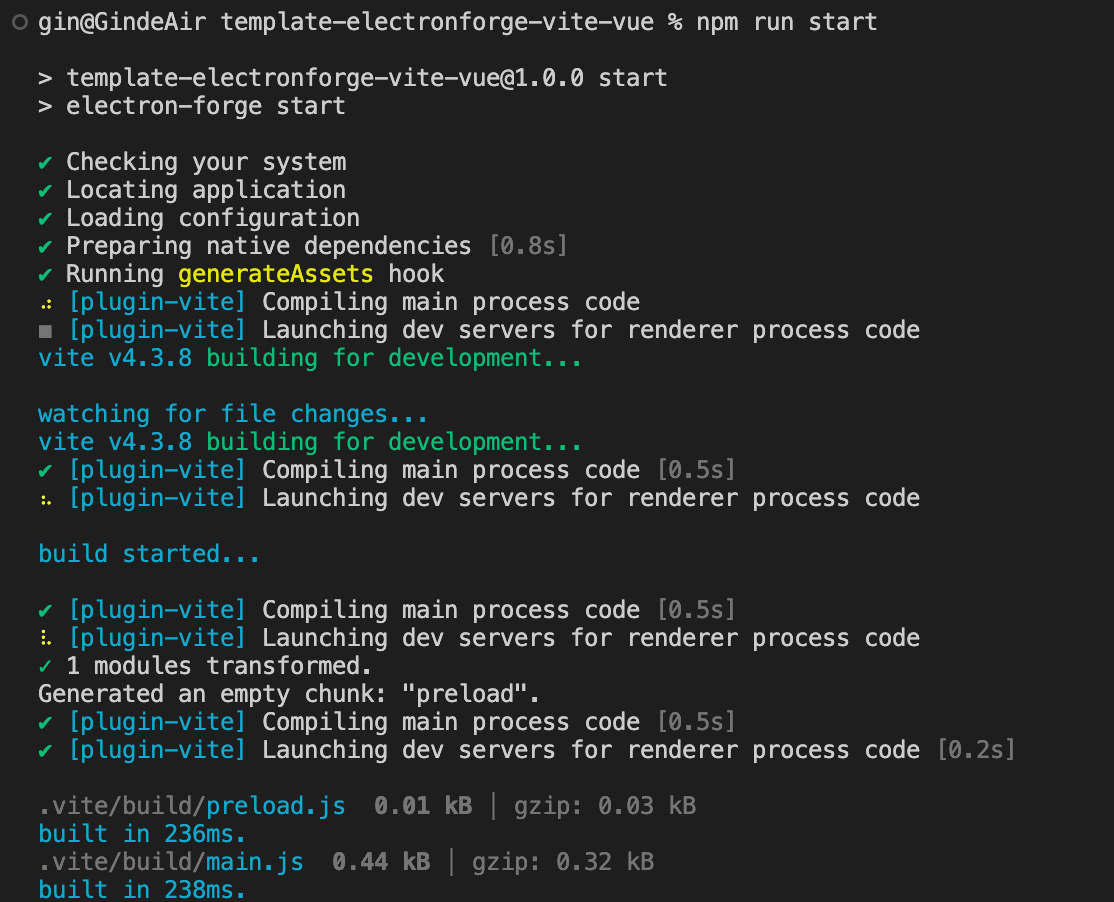 gin@GindeAir template-electronforge-vite-vue % npm run start
> template-electronforge-vite-vue@1.0.0 start
> electron-forge start
✔ Checking your system
✔ Locating application
✔ Loading configuration
✔ Preparing native dependencies [0.8s]
✔ Running generateAssets hook
⠴ [plugin-vite] Compiling main process code
◼ [plugin-vite] Launching dev servers for renderer process code
vite v4.3.8 building for development...
watching for file changes...
vite v4.3.8 building for development...
✔ [plugin-vite] Compiling main process code [0.5s]
⠦ [plugin-vite] Launching dev servers for renderer process code
build started...
✔ [plugin-vite] Compiling main process code [0.5s]
⠧ [plugin-vite] Launching dev servers for renderer process code
✓ 1 modules transformed.
Generated an empty chunk: "preload".
✔ [plugin-vite] Compiling main process code [0.5s]
✔ [plugin-vite] Launching dev servers for renderer process code [0.2s]
.vite/build/preload.js  0.01 kB │ gzip: 0.03 kB
built in 236ms.
.vite/build/main.js  0.44 kB │ gzip: 0.32 kB
built in 238ms.